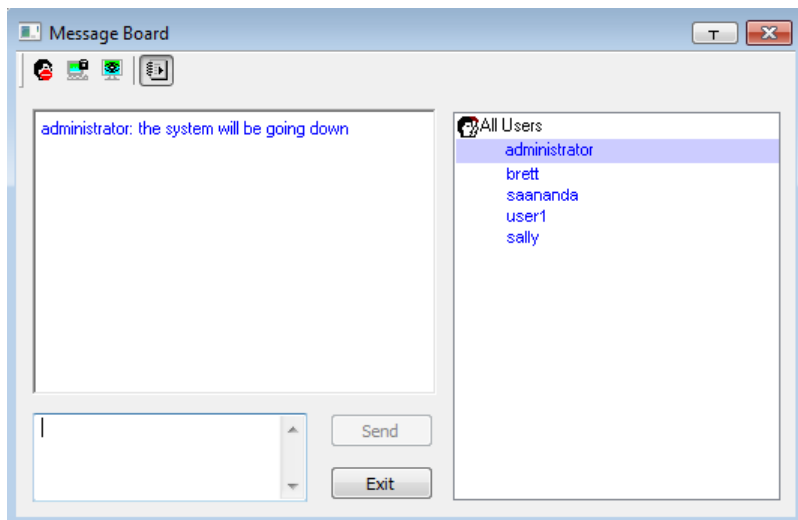 Message Board
T
administrator: the system will be going down
All Users
administrator
brett
saananda
user1
sally
Send
Exit